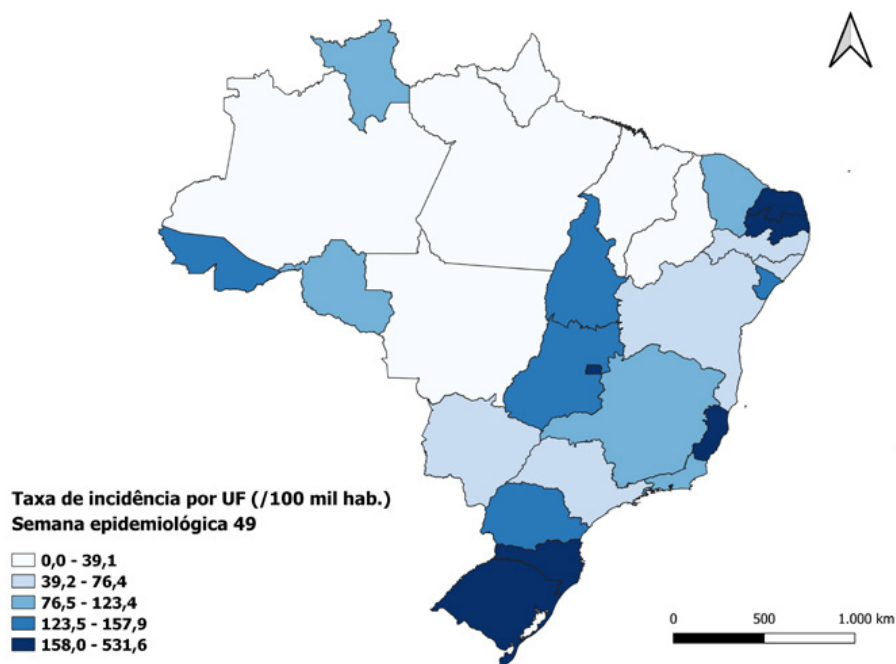 Taxa de incidência por UF (/100 mil hab.)
Semana epidemiológica 49
0,0 - 39,1
39,2 - 76,4
76,5 - 123,4
123,5 - 157,9
158,0 - 531,6
0 500 1.000 km